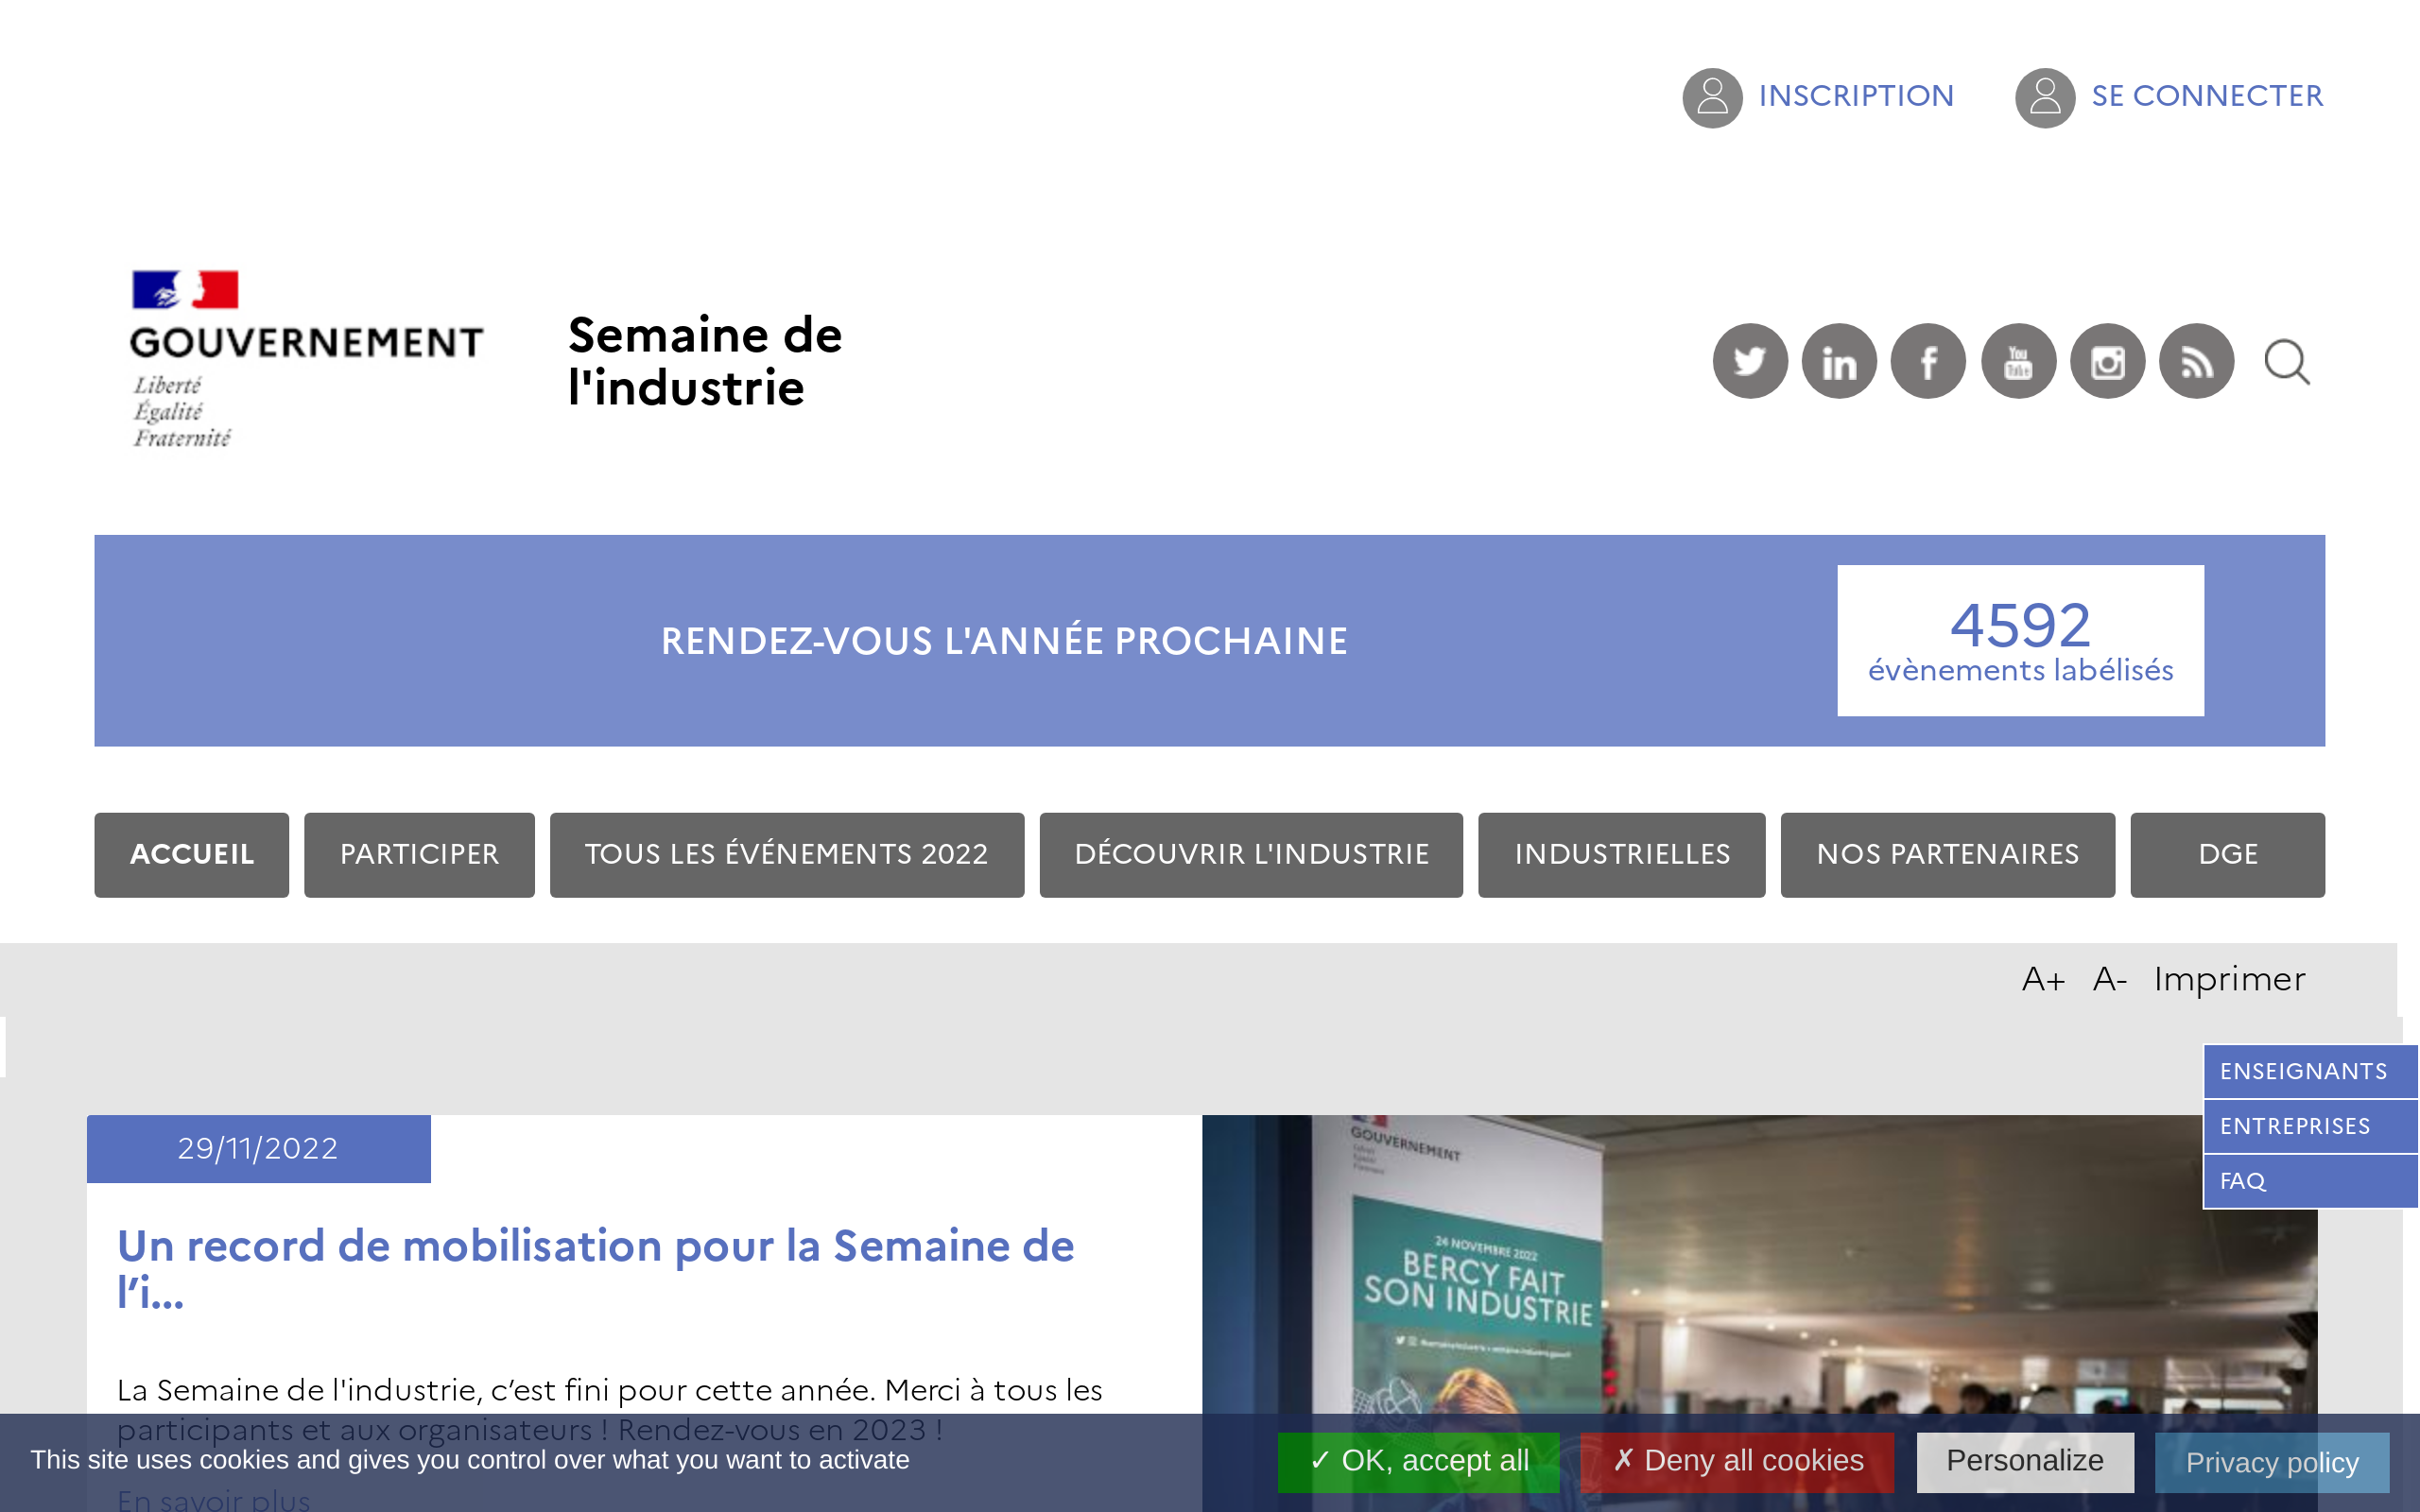 INSCRIPTION
SE CONNECTER
GOUVERNEMENT
Liberté
Égalité
Fraternité
Semaine de
l'industrie
You
Tube
RENDEZ-VOUS L'ANNÉE PROCHAINE
4592
évènements labélisés
ACCUEIL
PARTICIPER
TOUS LES ÉVÉNEMENTS 2022
DÉCOUVRIR L'INDUSTRIE
INDUSTRIELLES
NOS PARTENAIRES
DGE
A+ A- Imprimer
ENSEIGNANTS
ENTREPRISES
FAQ
29/11/2022
Un record de mobilisation pour la Semaine de
l’i...
La Semaine de l'industrie, c’est fini pour cette année. Merci à tous les
participants et aux organisateurs ! Rendez-vous en 2023 !
En savoir plus
GOUVERNEMENT
24 NOVEMBRE 2022
BERCY FAIT
SON INDUSTRIE
This site uses cookies and gives you control over what you want to activate
✓ OK, accept all
✗ Deny all cookies
Personalize
Privacy policy